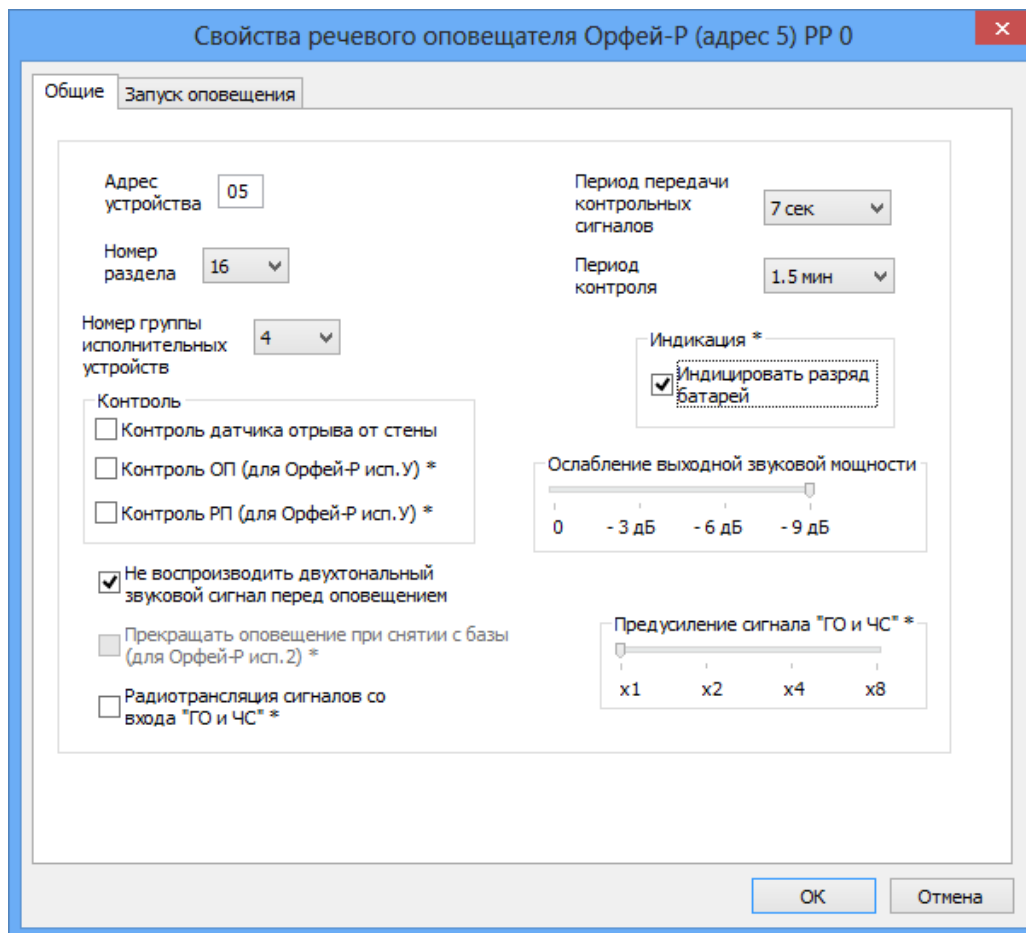 Свойства речевого оповещателя Орфей-Р (адрес 5) РР 0
Общие
Запуск оповещения
Адрес
устройства
05
Номер
раздела
16
Номер группы
исполнительных
устройств
4
Период передачи
контрольных
сигналов
7 сек
Период
контроля
1.5 мин
Индикация *
Индицировать разряд
батарей
Контроль
Контроль датчика отрыва от стены
Контроль ОП (для Орфей-Р исп.У) *
Контроль РП (для Орфей-Р исп.У) *
Ослабление выходной звуковой мощности
0 - 3 дБ - 6 дБ - 9 дБ
Не воспроизводить двухтональный
звуковой сигнал перед оповещением
Прекращать оповещение при снятии с базы
(для Орфей-Р исп.2) *
Радиотрансляция сигналов со
входа "ГО и ЧС" *
Предусиление сигнала "ГО и ЧС" *
x1 x2 x4 x8
ОК
Отмена